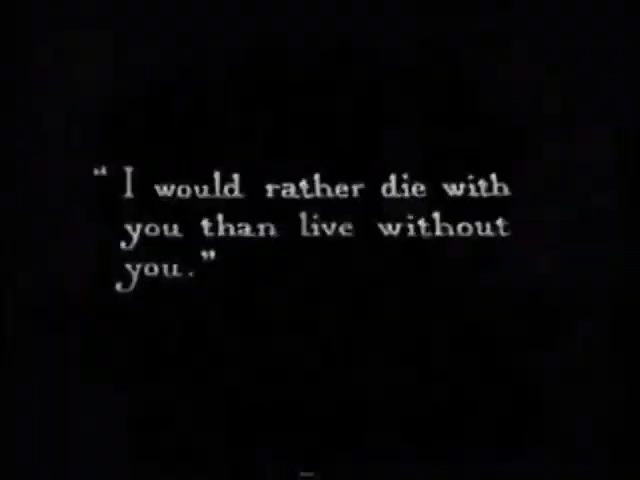 “I would rather die with
you than live without
you.”